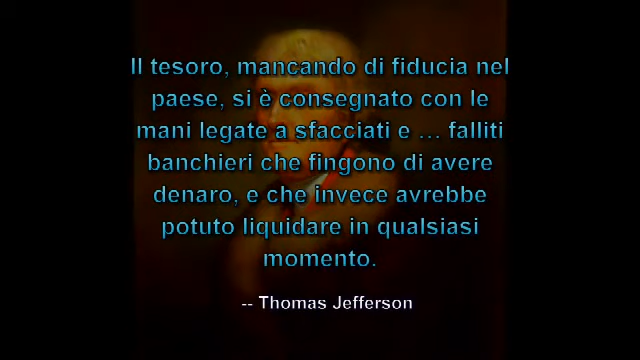 Il tesoro, mancando di fiducia nel
paese, si è consegnato con le
mani legate a sfacciati e … falliti
banchieri che fingono di avere
denaro, e che invece avrebbe
potuto liquidare in qualsiasi
momento.
-- Thomas Jefferson